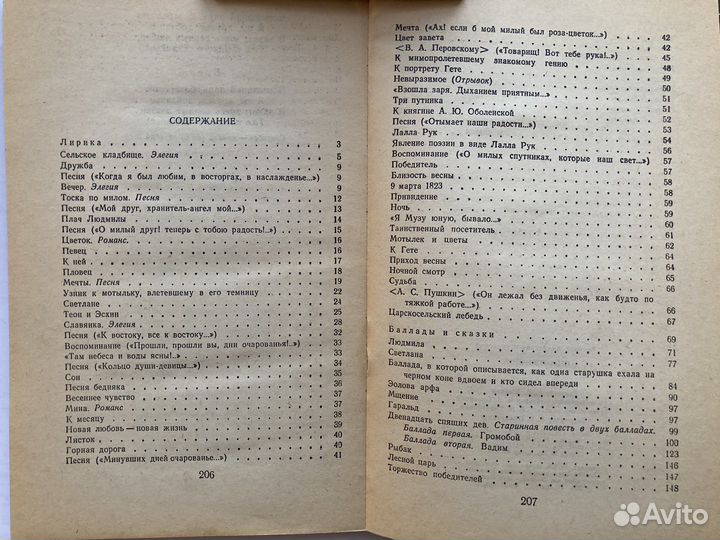 СОДЕРЖАНИЕ
Лирика 3
Сельское кладбище. Элегия 5
Дружба 9
Песня («Когда я был любим, в восторгах, в наслажденье...») 9
Вечер. Элегия 9
Тоска по милом. Песня 12
Песня («Мой друг, хранитель-ангел мой...») 13
Плач Людмилы 14
Песня («О милый друг! теперь с тобою радость!..») 15
Цветок. Романс. 16
Певец 16
К ней 17
Пловец 18
Мечты. Песня 19
Узник к мотыльку, влетевшему в его темницу 22
Светлане 24
Теон и Эсхин 25
Славянка. Элегия 28
Песня («К востоку, все к востоку...») 32
Воспоминание («Прошли, прошли вы, дни очарованья!..») 33
«Там небеса и воды ясны!..» 33
Песня («Кольцо души-девицы...») 34
Сон 35
Песня бедняка 35
Весеннее чувство 36
Мина. Романс 37
К месяцу 38
Новая любовь — новая жизнь 39
Листок 40
Горная дорога 40
Песня («Минувших дней очарованье...») 41
206
Мечта («Ах! если б мой милый был роза-цветок...») 42
Цвет завета 42
<В. А. Перовскому> («Товарищ! Вот тебе рука!..») 45
К мимопролетевшему знакомому гению 48
К портрету Гете 48
Невыразимое (Отрывок) 49
«Взошла заря. Дыханием приятным...» 50
Три путника 51
К княгине А. Ю. Оболенской 51
Песня («Отымает наши радости...») 52
Лалла Рук 53
Явление поэзии в виде Лалла Рук 54
Воспоминание («О милых спутниках, которые наш свет...») 57
Победитель 57
Близость весны 58
9 марта 1823 58
Привидение 59
Ночь 59
«Я Музу юную, бывало...» 60
Таинственный посетитель 61
Мотылек и цветы 62
К Гете 64
Приход весны 64
Ночной смотр 64
Судьба 65
<А. С. Пушкин> («Он лежал без движенья, как будто по
тяжкой работе...») 66
Царскосельский лебедь 67
Баллады и сказки 69
Людмила 71
Светлана 77
Баллада, в которой описывается, как одна старушка ехала на
черном коне вдвоем и кто сидел впереди 84
Эолова арфа 90
Мщение 97
Гаральд 97
Двенадцать спящих дев. Старинная повесть в двух балладах. 99
Баллада первая. Громобой 100
Баллада вторая. Вадим 123
Рыбак 146
Лесной царь 147
Торжество победителей 148
207
Avito